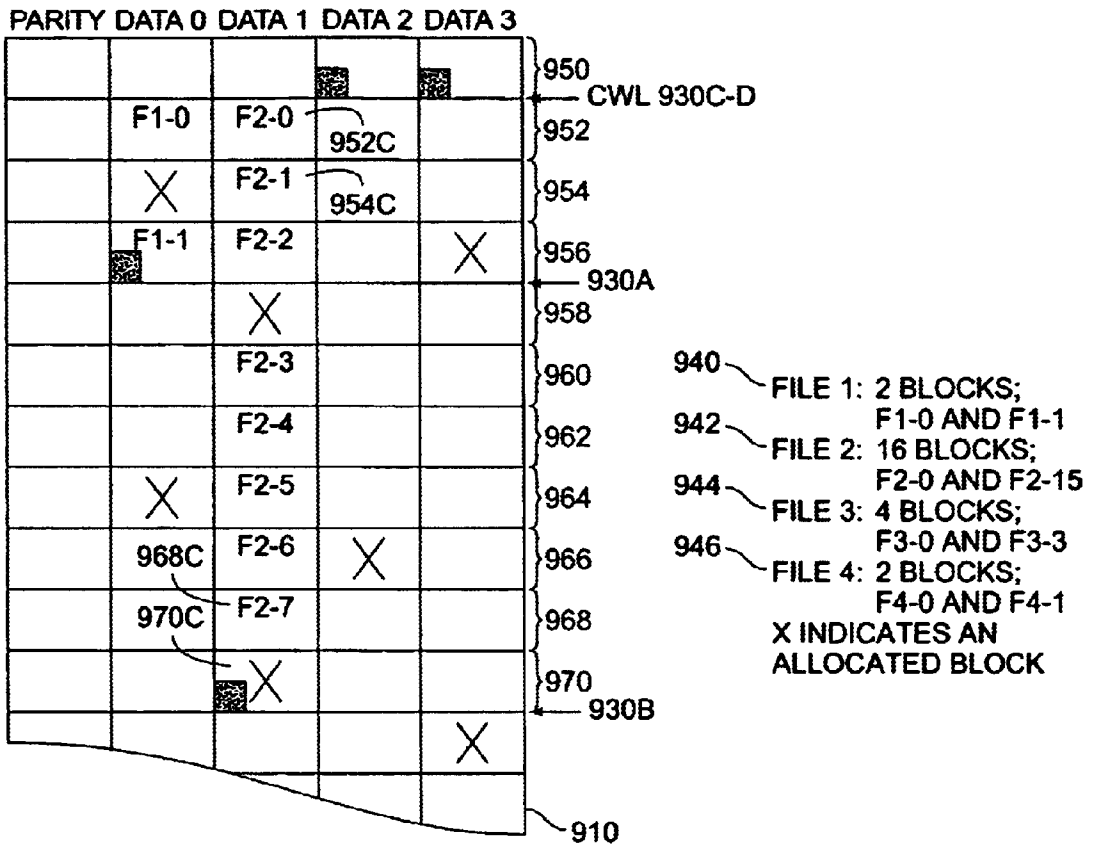 PARITY DATA 0 DATA 1 DATA 2 DATA 3
950
CWL 930C-D
F1-0 F2-0 952C 952
X F2-1 954C 954
F1-1 F2-2 X 956
930A
X 958
F2-3 960
F2-4 962
X F2-5 964
968C F2-6 X 966
970C F2-7 968
X 970
930B
X
910
940 FILE 1: 2 BLOCKS;
F1-0 AND F1-1
942 FILE 2: 16 BLOCKS;
F2-0 AND F2-15
944 FILE 3: 4 BLOCKS;
F3-0 AND F3-3
946 FILE 4: 2 BLOCKS;
F4-0 AND F4-1
X INDICATES AN
ALLOCATED BLOCK